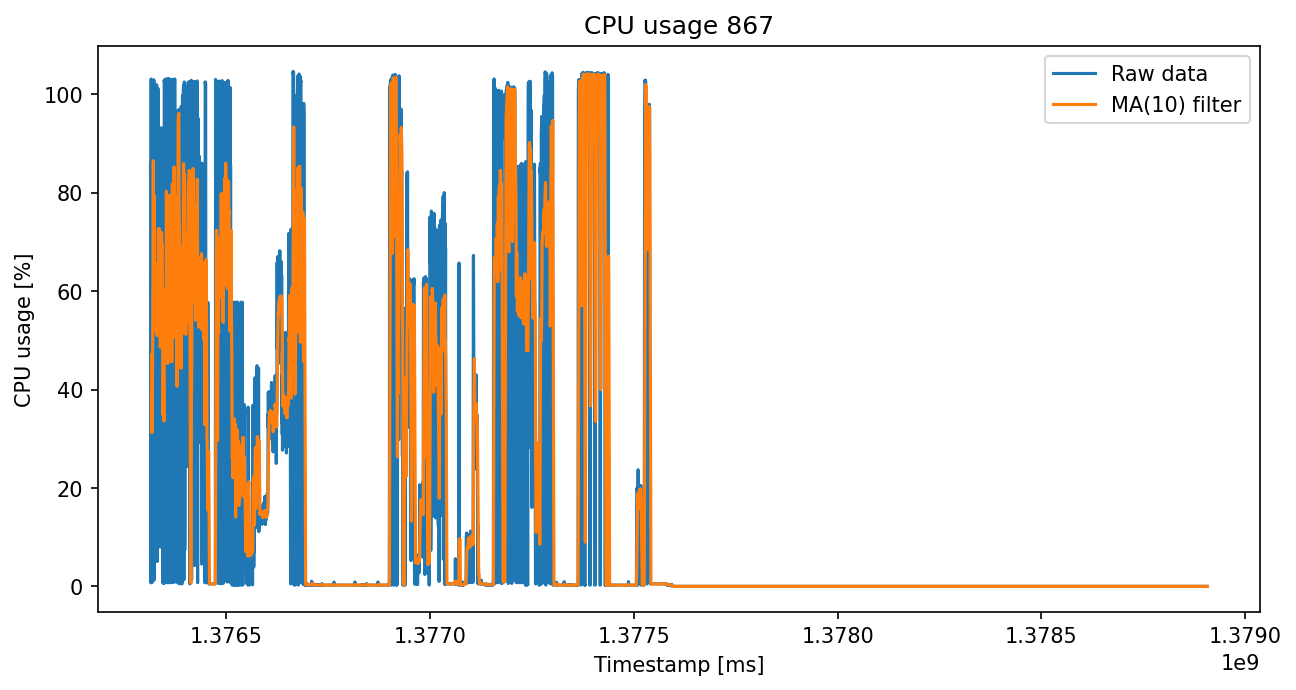 CPU usage 867
Raw data
MA(10) filter
CPU usage [%]
100
80
60
40
20
0
1.3765 1.3770 1.3775 1.3780 1.3785 1.3790
1e9
Timestamp [ms]